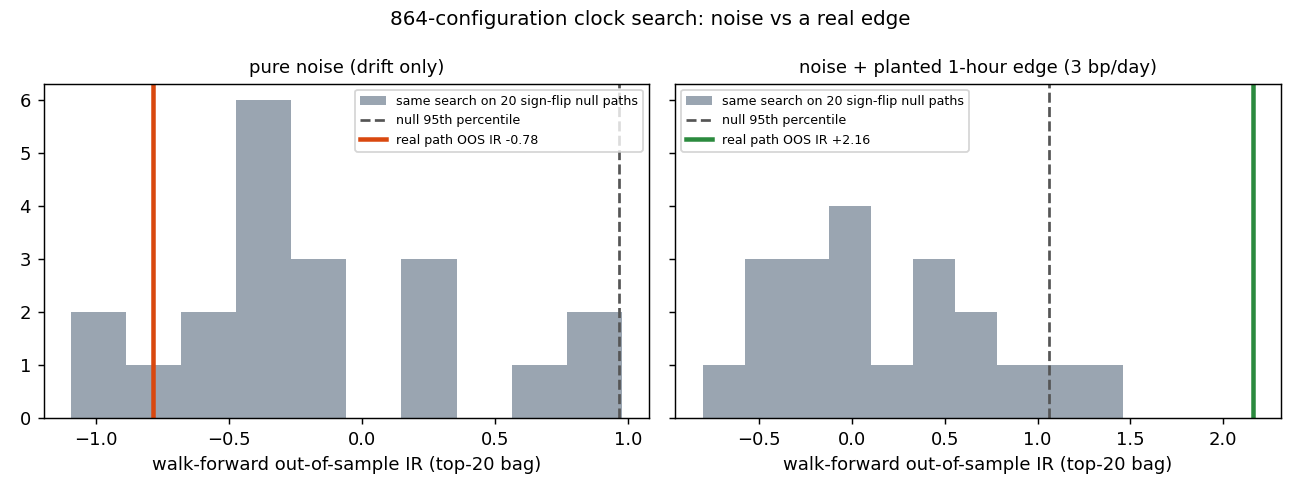 864-configuration clock search: noise vs a real edge
pure noise (drift only)
same search on 20 sign-flip null paths
null 95th percentile
real path OOS IR -0.78
6
5
4
3
2
1
0
−1.0 −0.5 0.0 0.5 1.0
walk-forward out-of-sample IR (top-20 bag)
noise + planted 1-hour edge (3 bp/day)
same search on 20 sign-flip null paths
null 95th percentile
real path OOS IR +2.16
−0.5 0.0 0.5 1.0 1.5 2.0
walk-forward out-of-sample IR (top-20 bag)